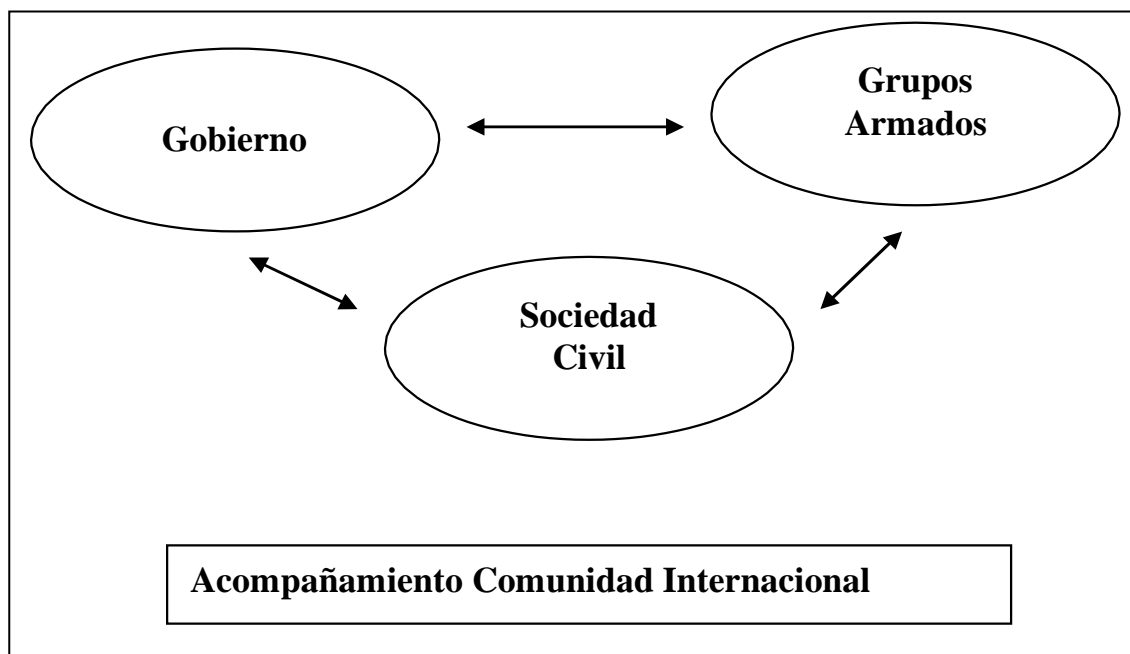 Gobierno
Grupos
Armados
Sociedad
Civil
Acompañamiento Comunidad Internacional